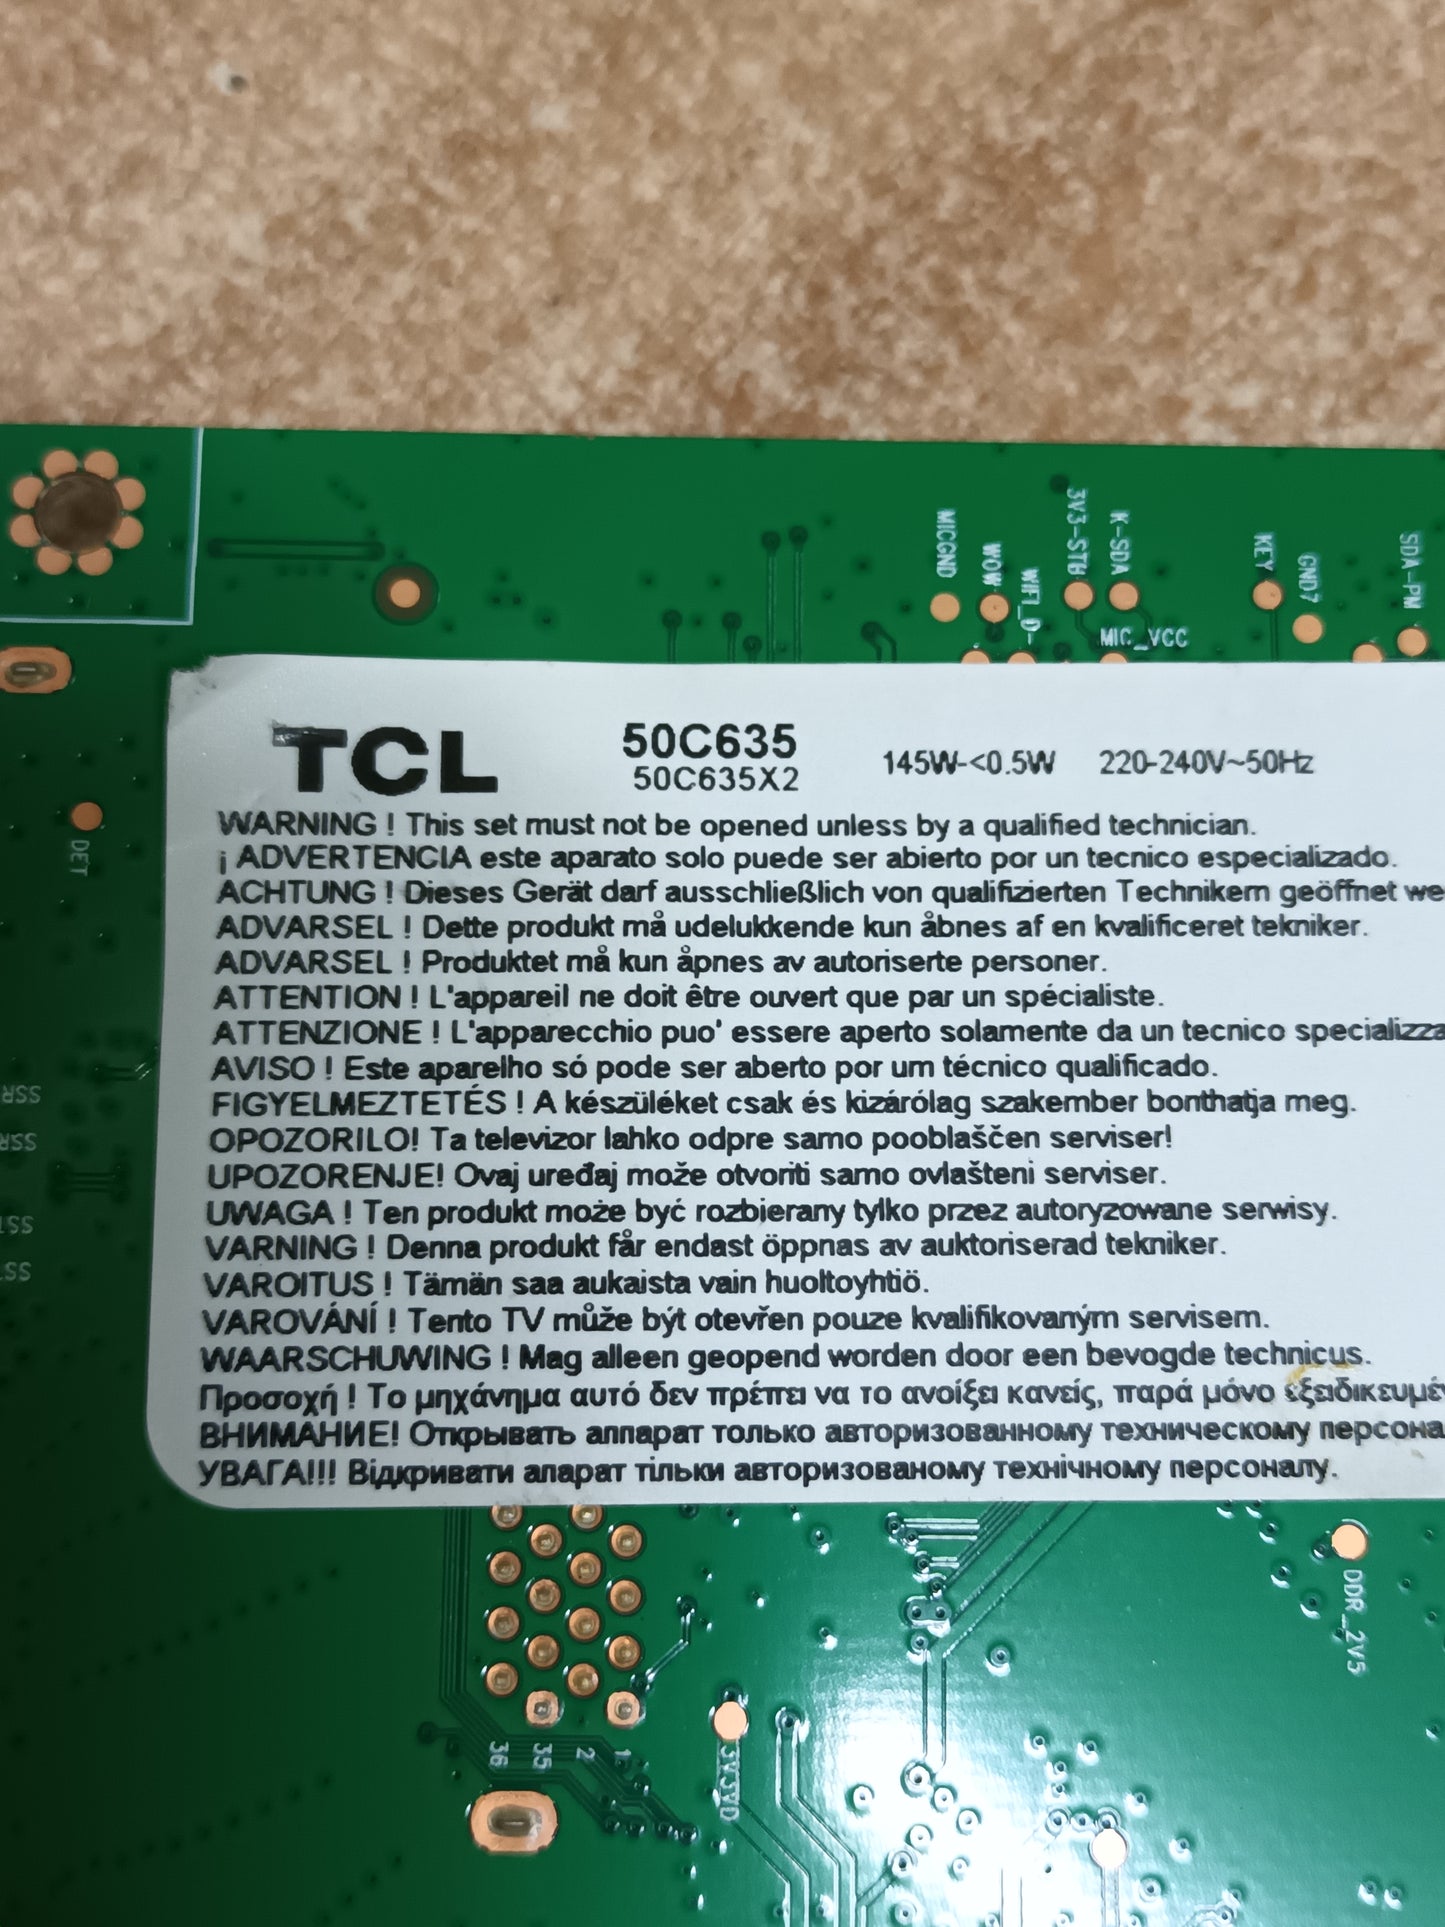 MICGND
WOW
WIFI_D-
3V3-STB
K-SDA
MIC_VCC
KEY
GND7
SDA-PM
DET
TCL 50C635 145W-<0.5W 220-240V~50Hz
50C635X2
WARNING ! This set must not be opened unless by a qualified technician.
¡ ADVERTENCIA este aparato solo puede ser abierto por un tecnico especializado.
ACHTUNG ! Dieses Gerät darf ausschließlich von qualifizierten Technikern geöffnet we
ADVARSEL ! Dette produkt må udelukkende kun åbnes af en kvalificeret tekniker.
ADVARSEL ! Produktet må kun åpnes av autoriserte personer.
ATTENTION ! L'appareil ne doit être ouvert que par un spécialiste.
ATTENZIONE ! L'apparecchio puo' essere aperto solamente da un tecnico specializza
AVISO ! Este aparelho só pode ser aberto por um técnico qualificado.
FIGYELMEZTETÉS ! A készüléket csak és kizárólag szakember bonthatja meg.
OPOZORILO! Ta televizor lahko odpre samo pooblaščen serviser!
UPOZORENJE! Ovaj uređaj može otvoriti samo ovlašteni serviser.
UWAGA ! Ten produkt może być rozbierany tylko przez autoryzowane serwisy.
VARNING ! Denna produkt får endast öppnas av auktoriserad tekniker.
VAROITUS ! Tämän saa aukaista vain huoltoyhtiö.
VAROVÁNÍ ! Tento TV může být otevřen pouze kvalifikovaným servisem.
WAARSCHUWING ! Mag alleen geopend worden door een bevogde technicus.
Προσοχή ! Το μηχάνημα αυτό δεν πρέπει να το ανοίξει κανείς, παρά μόνο εξειδικευμέ
ВНИМАНИЕ! Открывать аппарат только авторизованному техническому персона
УВАГА!!! Відкривати апарат тільки авторизованому технічному персоналу.
DDR_2V5
36 35 2 1